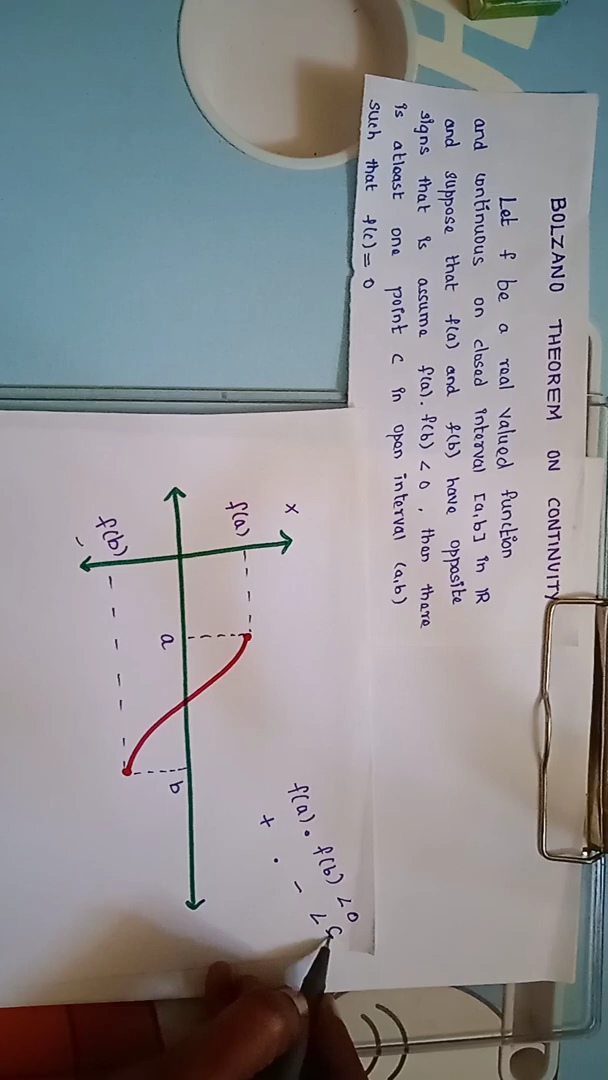 BOLZANO THEOREM ON CONTINUITY
Let f be a real valued function
and continuous on closed interval [a,b] in IR
and suppose that f(a) and f(b) have opposite
signs that is assume f(a). f(b) < 0, then there
is atleast one point c in open interval (a,b)
such that f(c) = 0
x
f(a)
a
b
f(b)
f(a) . f(b) < 0
+ . - <